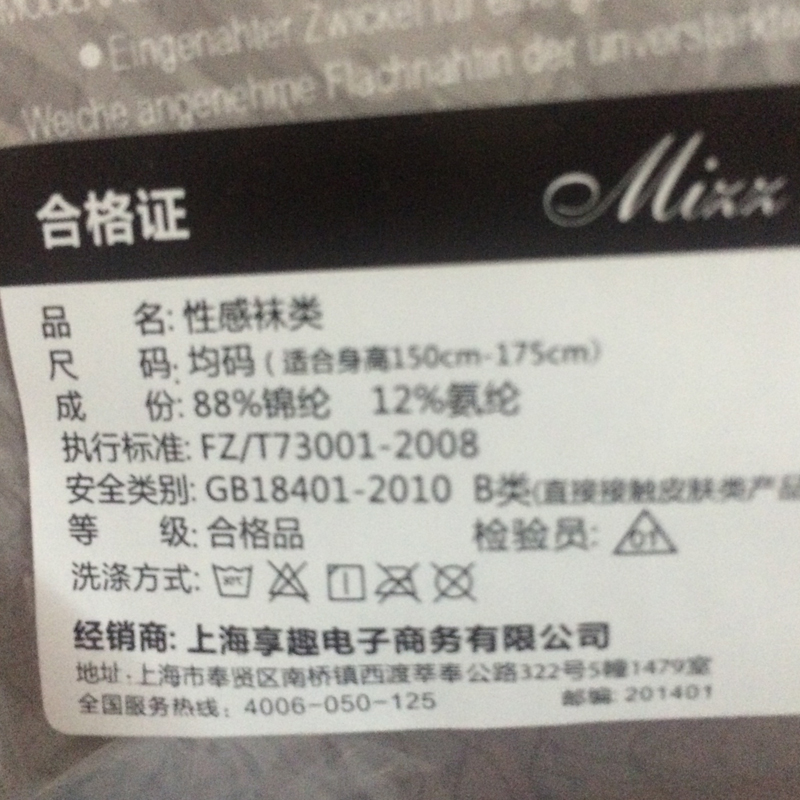 Eingenähter Zwickel für
Weiche angenehme Flachnahtin der unverstärkte
合格证
Mizz
品 名: 性感袜类
尺 码: 均码(适合身高150cm-175cm)
成 份: 88%锦纶 12%氨纶
执行标准: FZ/T73001-2008
安全类别: GB18401-2010 B类(直接接触皮肤类产品
等 级: 合格品 检验员: 01
洗涤方式:
经销商: 上海享趣电子商务有限公司
地址: 上海市奉贤区南桥镇西渡莘奉公路322号5幢1479室
全国服务热线: 4006-050-125 邮编: 201401